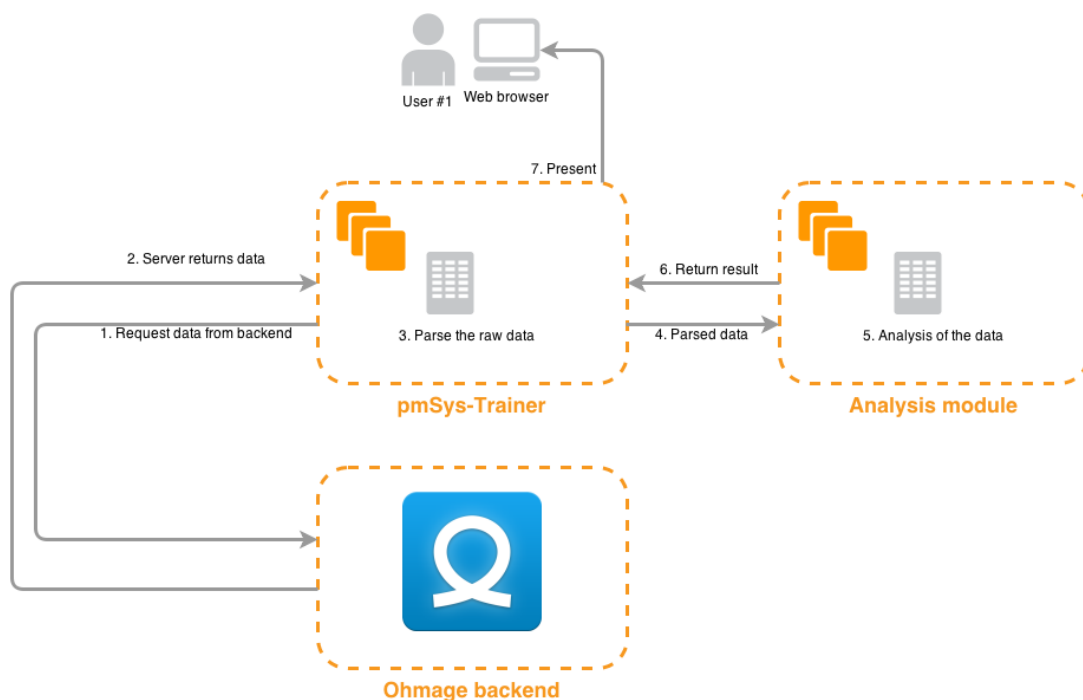 User #1
Web browser
7. Present
2. Server returns data
6. Return result
1. Request data from backend
3. Parse the raw data
4. Parsed data
5. Analysis of the data
pmSys-Trainer
Analysis module
Ohmage backend